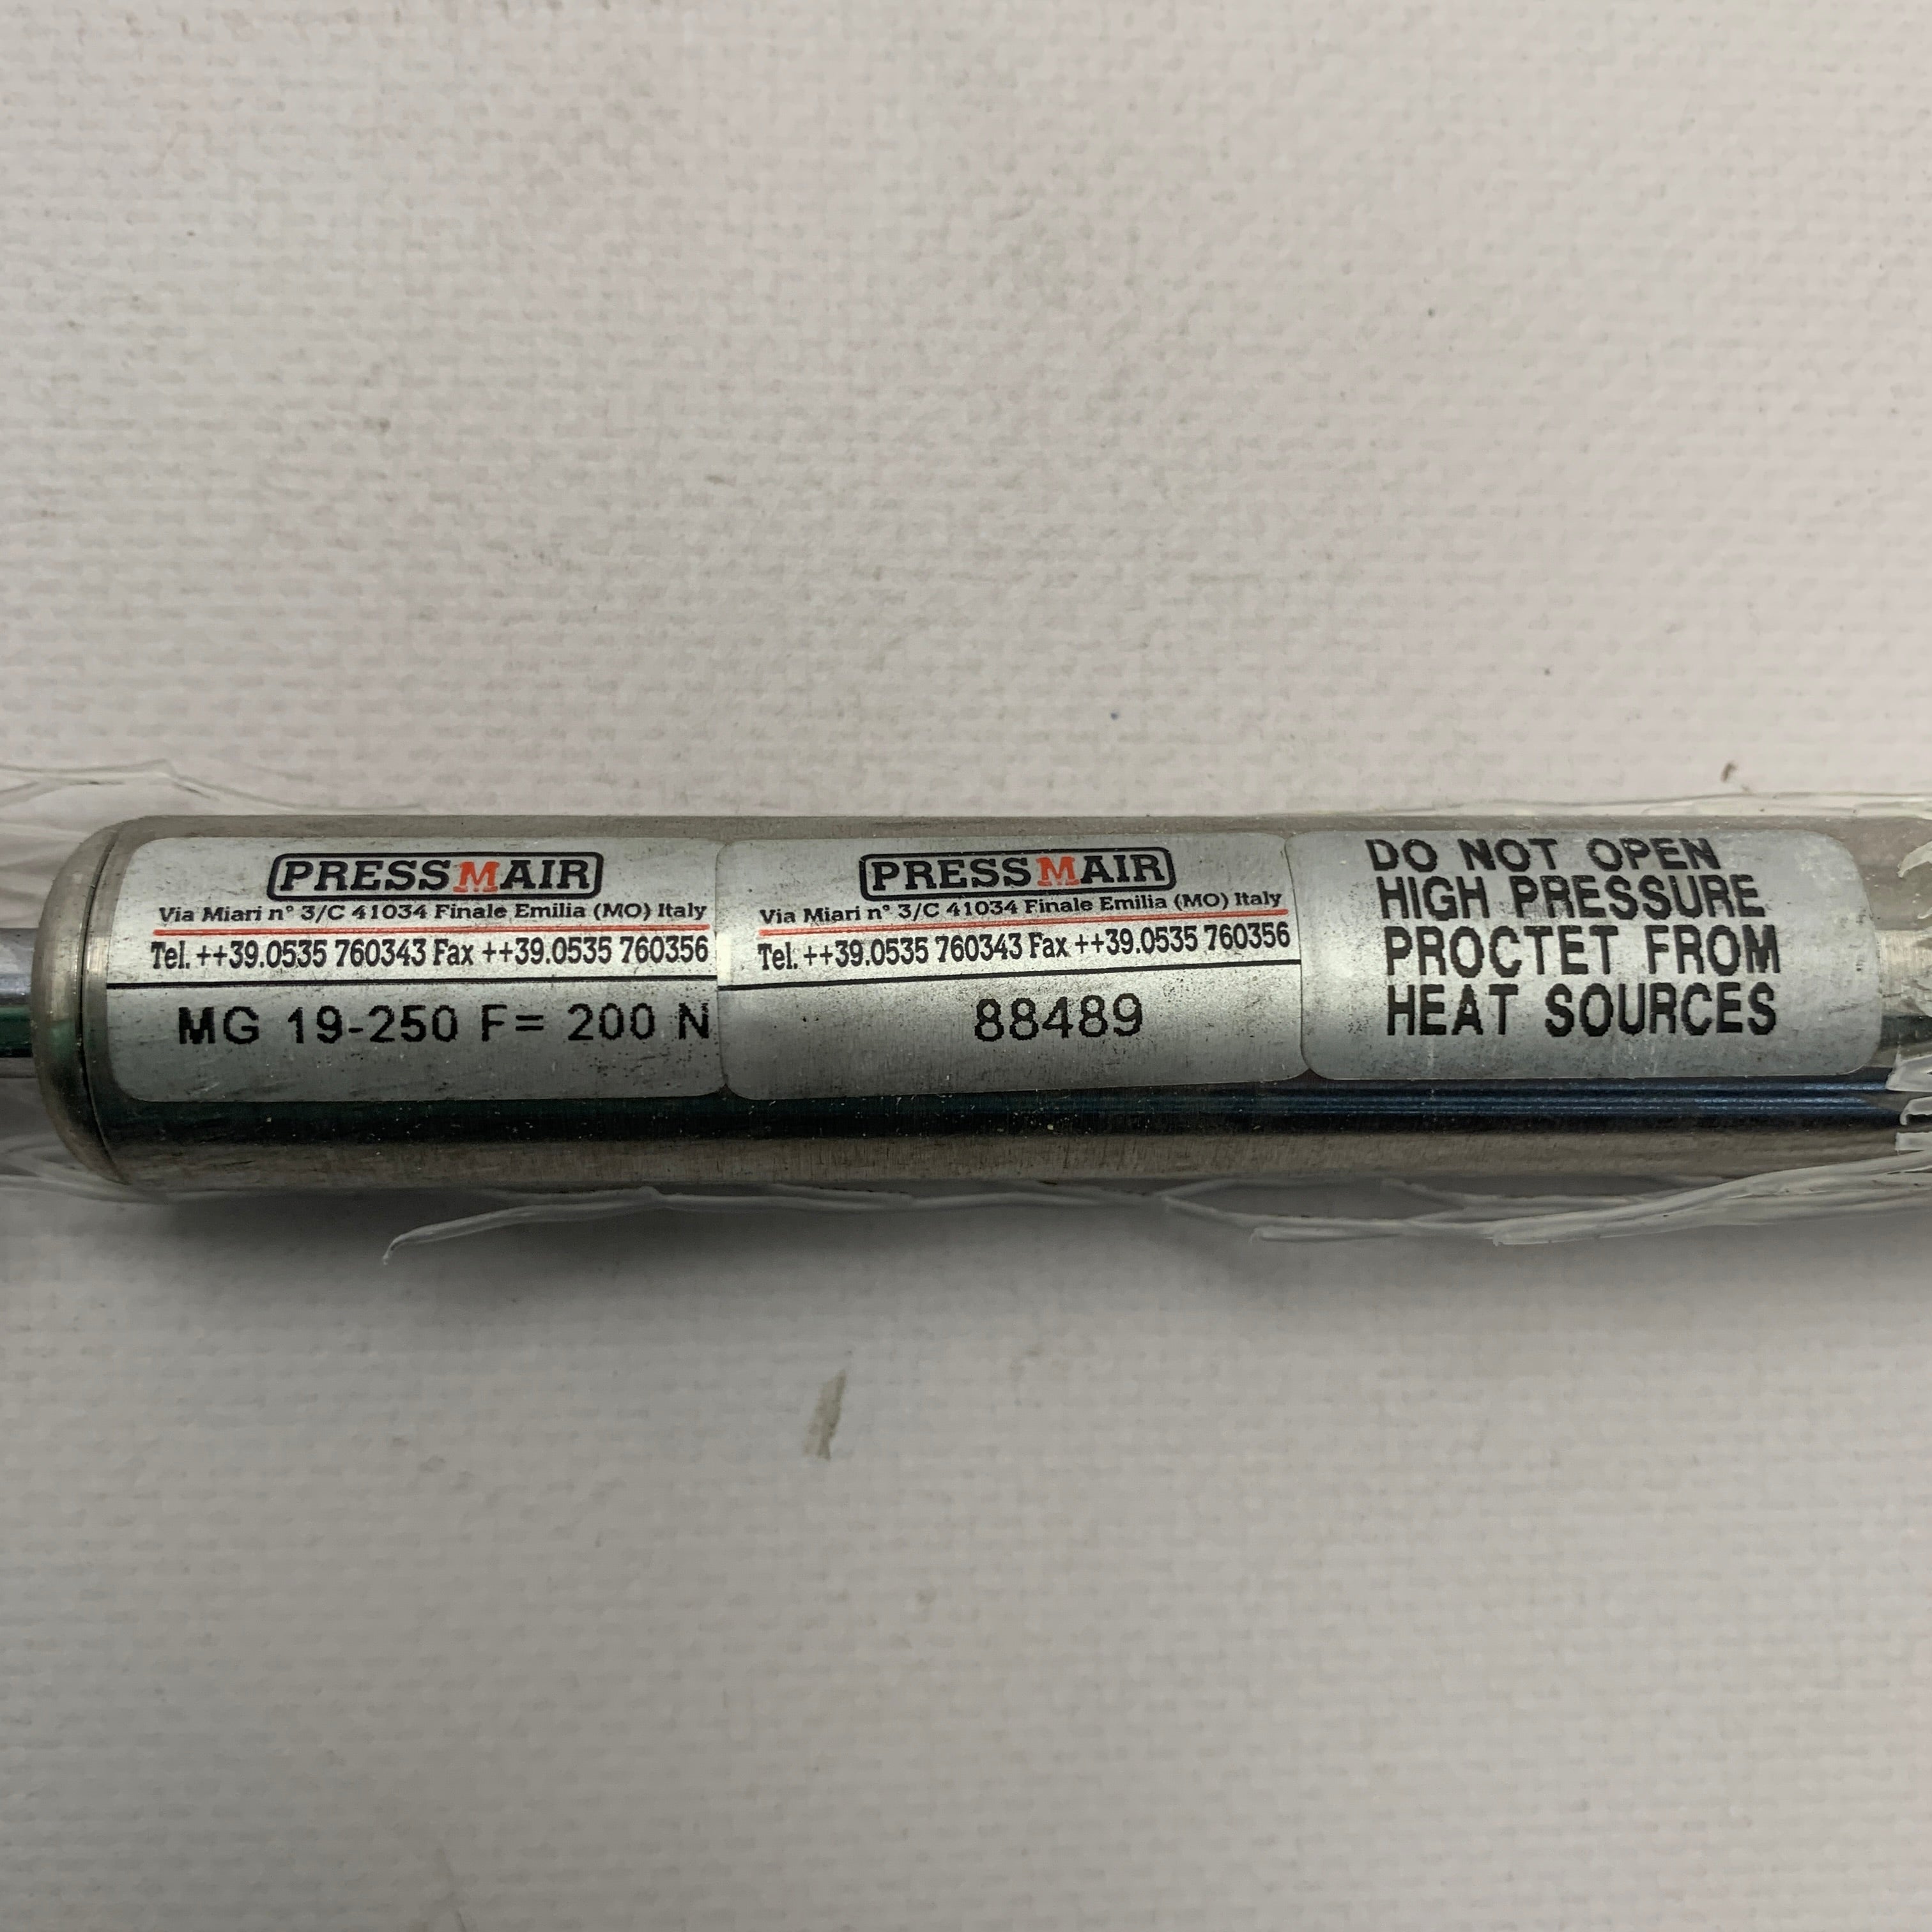 PRESSMAIR
Via Miari n° 3/C 41034 Finale Emilia (MO) Italy
Tel. ++39.0535 760343 Fax ++39.0535 760356
MG 19-250 F= 200 N
PRESSMAIR
Via Miari n° 3/C 41034 Finale Emilia (MO) Italy
Tel. ++39.0535 760343 Fax ++39.0535 760356
88489
DO NOT OPEN
HIGH PRESSURE
PROCTET FROM
HEAT SOURCES